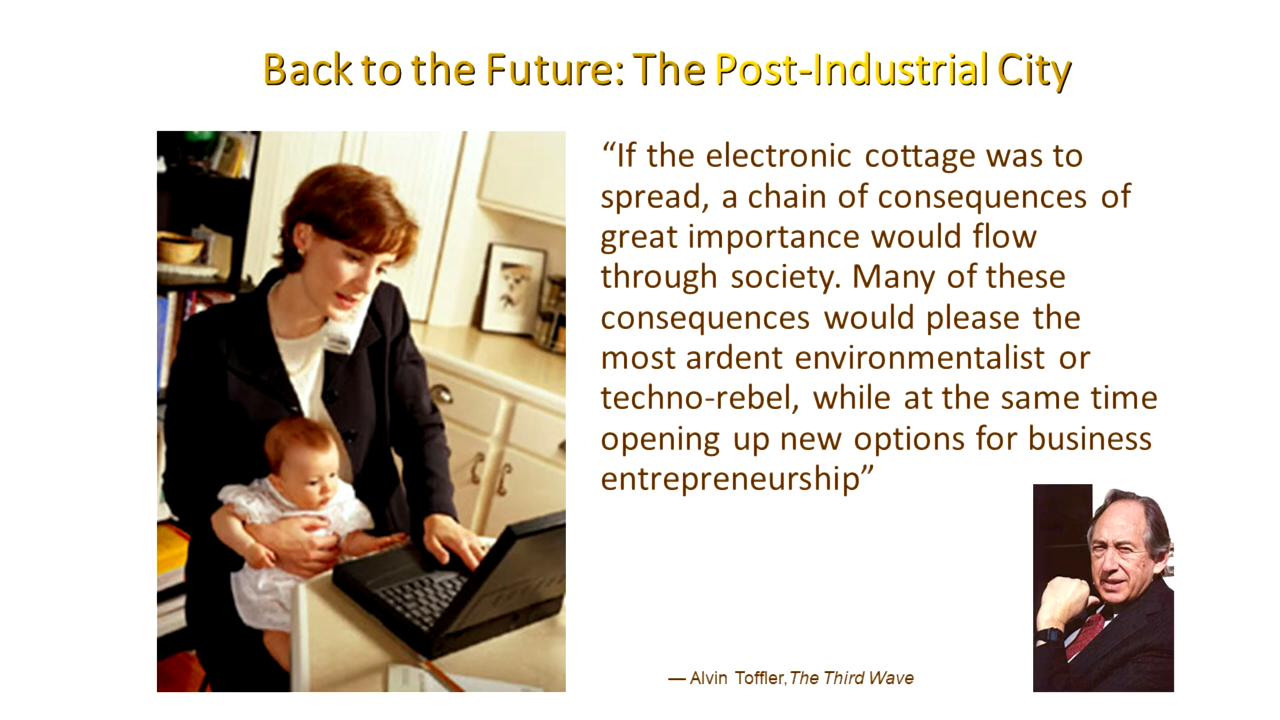 Back to the Future: The Post-Industrial City
“If the electronic cottage was to
spread, a chain of consequences of
great importance would flow
through society. Many of these
consequences would please the
most ardent environmentalist or
techno-rebel, while at the same time
opening up new options for business
entrepreneurship”
— Alvin Toffler, The Third Wave